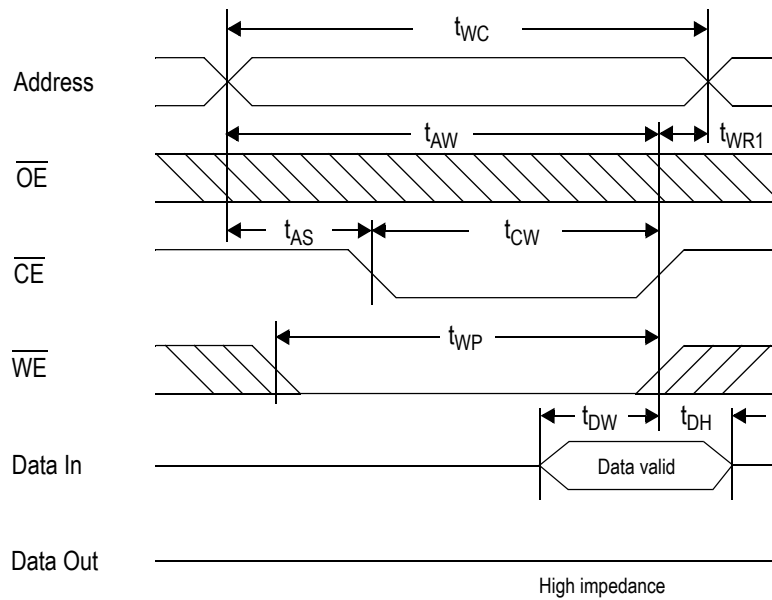 tWC
Address
tAW
tWR1
OE
tAS
tCW
CE
tWP
WE
tDW
tDH
Data In
Data valid
Data Out
High impedance